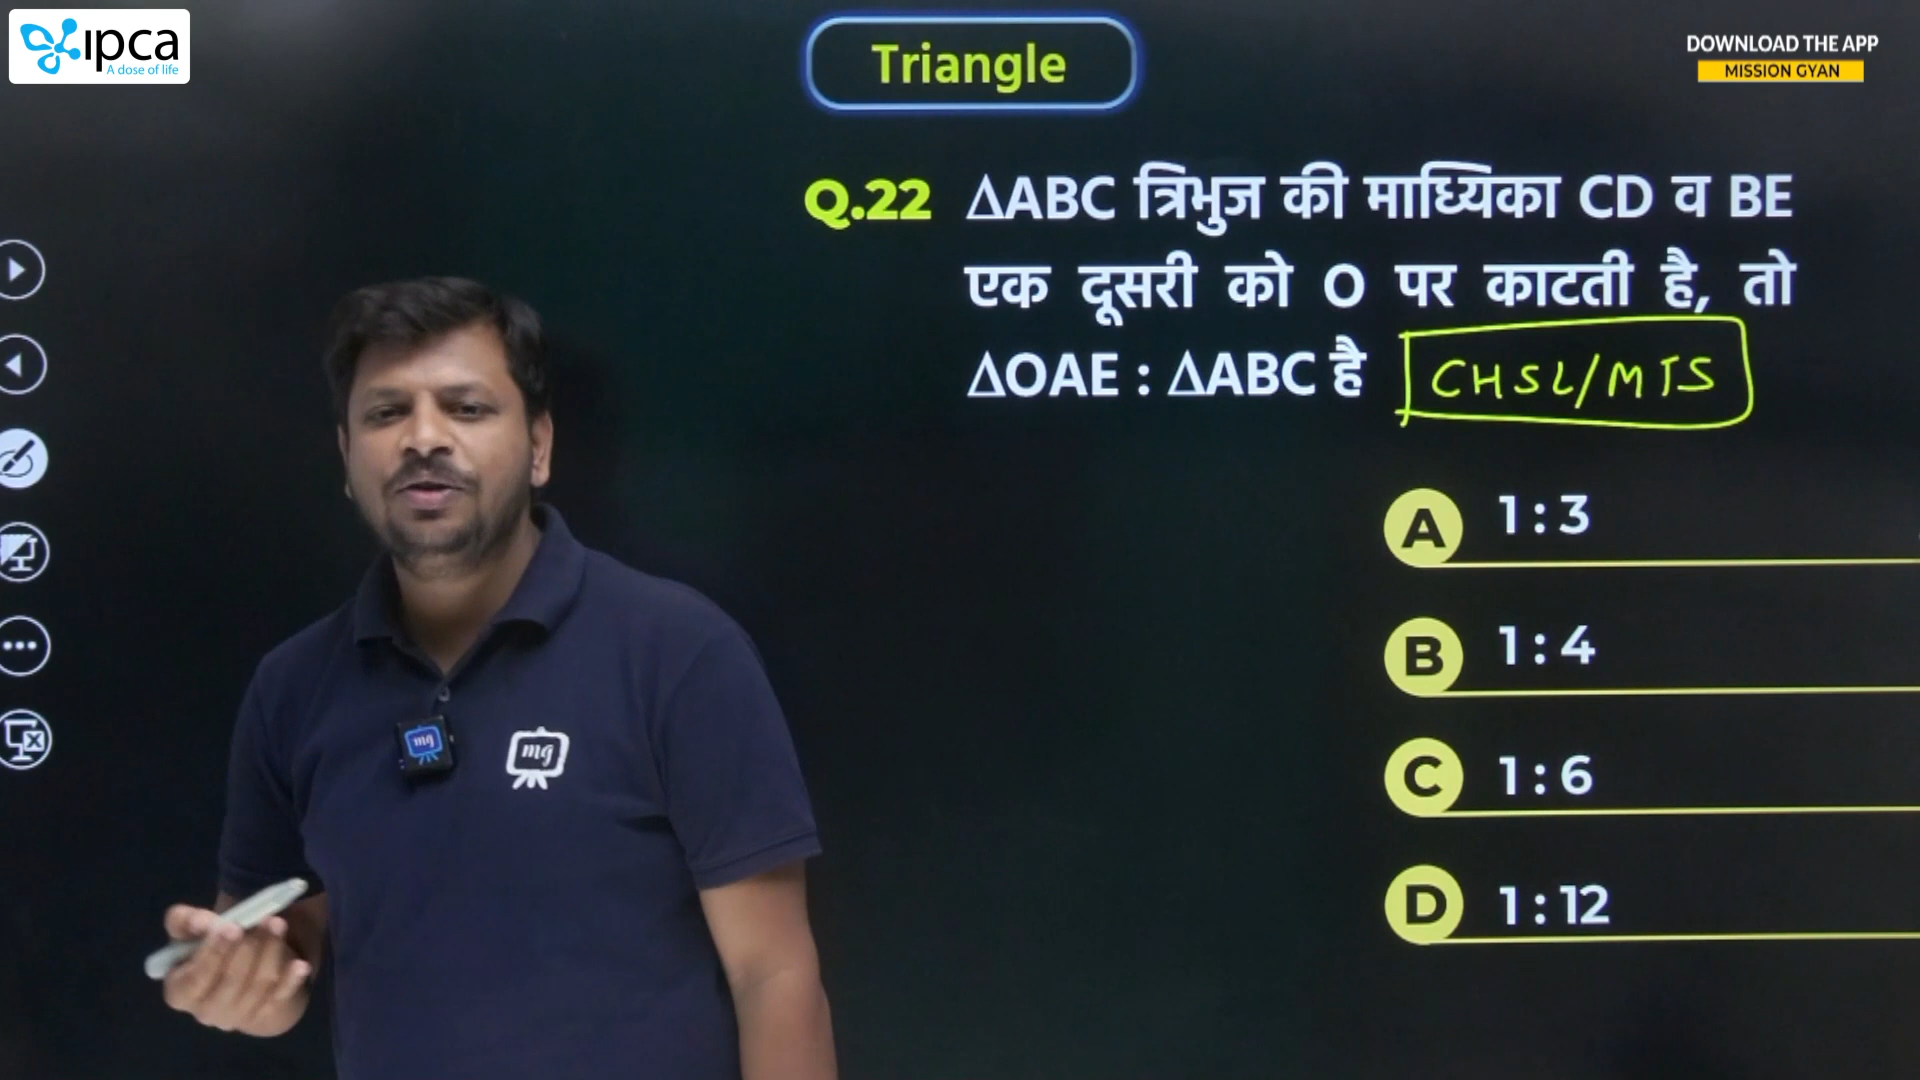 ıpca
A dose of life
Triangle
DOWNLOAD THE APP
MISSION GYAN
Q.22 ΔABC त्रिभुज की माध्यिका CD व BE
एक दूसरी को O पर काटती है, तो
ΔOAE : ΔABC है
CHSL/MTS
A 1 : 3
B 1 : 4
C 1 : 6
D 1 : 12
mg
mg